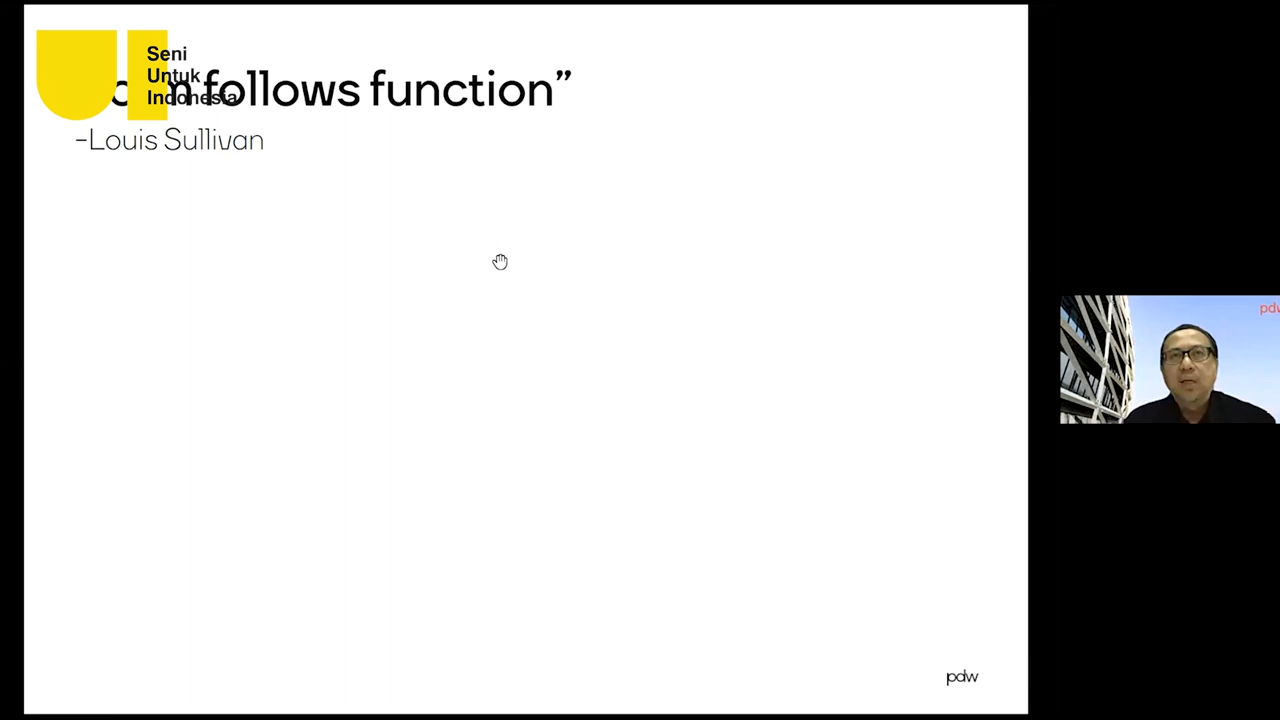 Seni
Untuk
Indonesia
follows function”
–Louis Sullivan
pdw